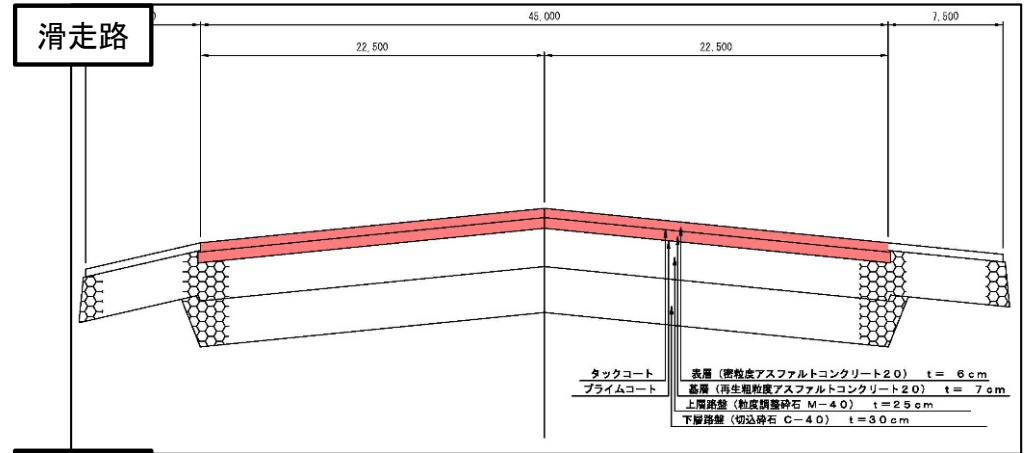 滑走路
45,000
7,500
22,500
22,500
タックコート
表層（密粒度アスファルトコンクリート２０） ｔ＝ ６ｃｍ
プライムコート
基層（再生粗粒度アスファルトコンクリート２０） ｔ＝ ７ｃｍ
上層路盤（粒度調整砕石 Ｍ－４０） ｔ＝２５ｃｍ
下層路盤（切込砕石 Ｃ－４０） ｔ＝３０ｃｍ